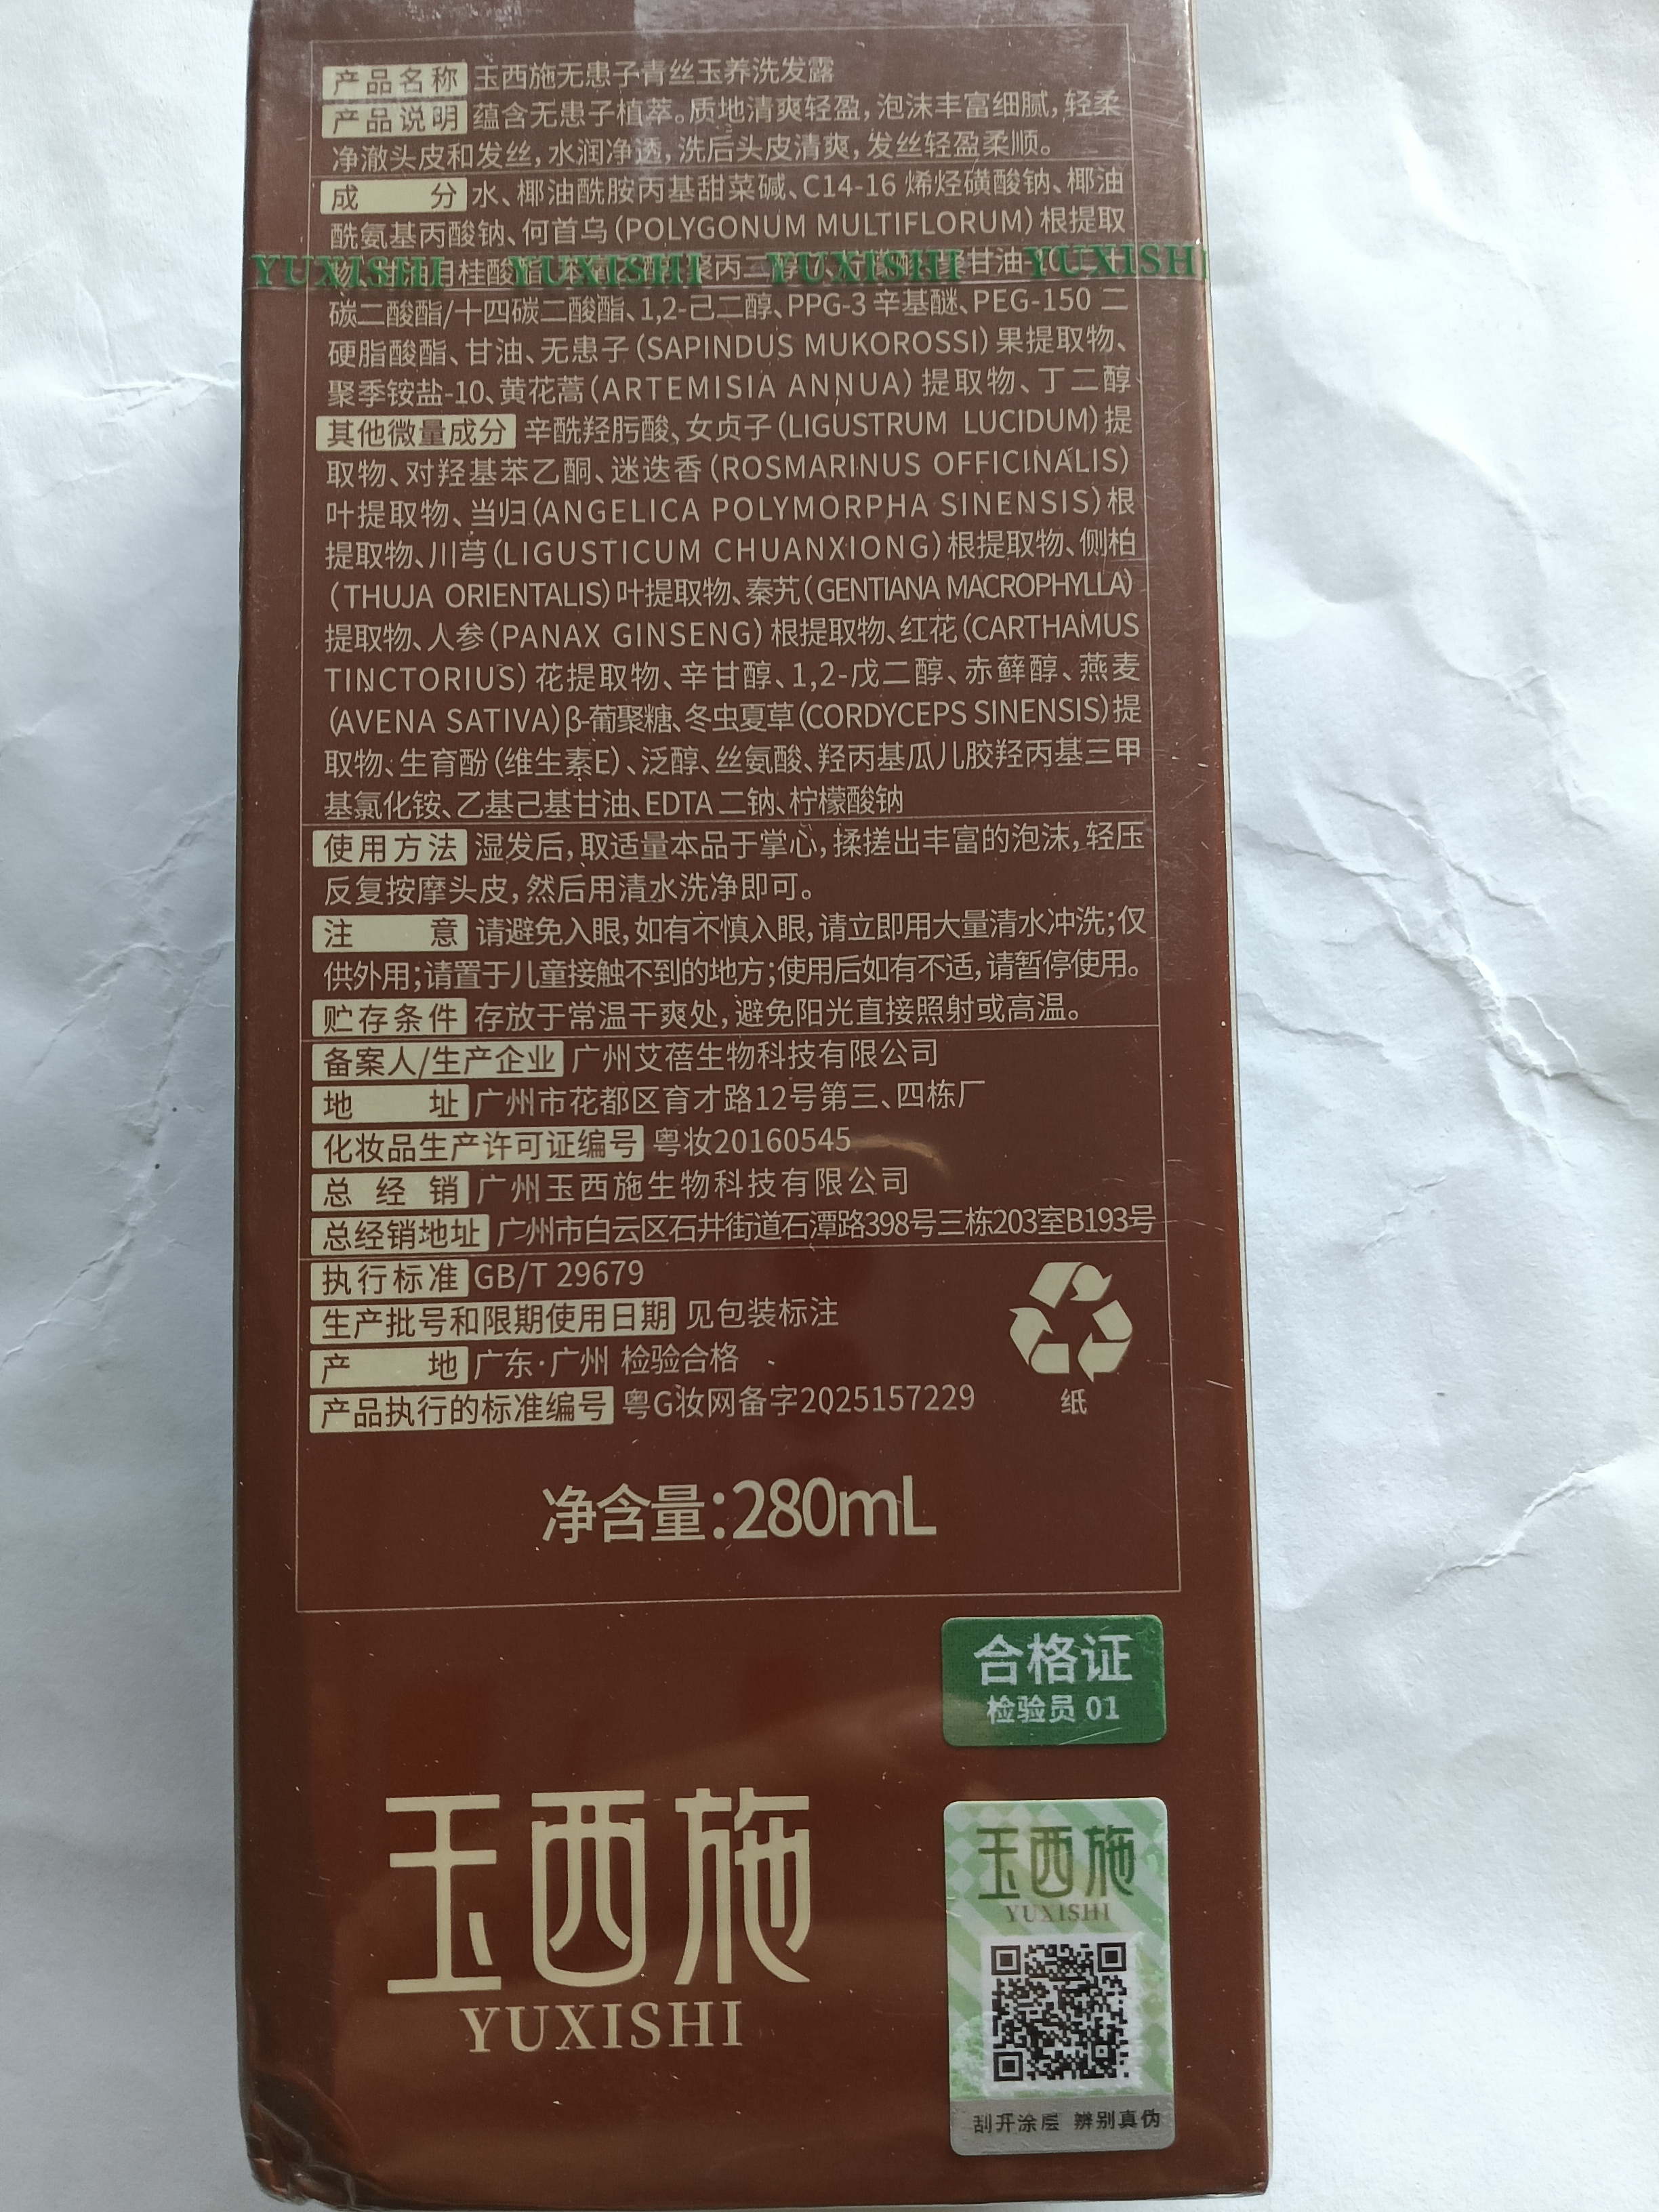 产品名称 玉西施无患子青丝玉养洗发露
产品说明 蕴含无患子植萃。质地清爽轻盈，泡沫丰富细腻，轻柔
净澈头皮和发丝，水润净透，洗后头皮清爽，发丝轻盈柔顺。
成 分 水、椰油酰胺丙基甜菜碱、C14-16 烯烃磺酸钠、椰油
酰氨基丙酸钠、何首乌（POLYGONUM MULTIFLORUM）根提取
YUXISHI YUXISHI YUXISHI YUXISHI
碳二酸酯/十四碳二酸酯、1,2-己二醇、PPG-3 辛基醚、PEG-150 二
硬脂酸酯、甘油、无患子（SAPINDUS MUKOROSSI）果提取物、
聚季铵盐-10、黄花蒿（ARTEMISIA ANNUA）提取物、丁二醇
其他微量成分 辛酰羟肟酸、女贞子（LIGUSTRUM LUCIDUM）提
取物、对羟基苯乙酮、迷迭香（ROSMARINUS OFFICINALIS）
叶提取物、当归（ANGELICA POLYMORPHA SINENSIS）根
提取物、川芎（LIGUSTICUM CHUANXIONG）根提取物、侧柏
（THUJA ORIENTALIS）叶提取物、秦艽（GENTIANA MACROPHYLLA）
提取物、人参（PANAX GINSENG）根提取物、红花（CARTHAMUS
TINCTORIUS）花提取物、辛甘醇、1,2-戊二醇、赤藓醇、燕麦
（AVENA SATIVA）β-葡聚糖、冬虫夏草（CORDYCEPS SINENSIS）提
取物、生育酚（维生素E）、泛醇、丝氨酸、羟丙基瓜儿胶羟丙基三甲
基氯化铵、乙基己基甘油、EDTA 二钠、柠檬酸钠
使用方法 湿发后，取适量本品于掌心，揉搓出丰富的泡沫，轻压
反复按摩头皮，然后用清水洗净即可。
注 意 请避免入眼，如有不慎入眼，请立即用大量清水冲洗；仅
供外用；请置于儿童接触不到的地方；使用后如有不适，请暂停使用。
贮存条件 存放于常温干爽处，避免阳光直接照射或高温。
备案人/生产企业 广州艾蓓生物科技有限公司
地 址 广州市花都区育才路12号第三、四栋厂
化妆品生产许可证编号 粤妆20160545
总 经 销 广州玉西施生物科技有限公司
总经销地址 广州市白云区石井街道石潭路398号三栋203室B193号
执行标准 GB/T 29679
生产批号和限期使用日期 见包装标注
产 地 广东·广州 检验合格
产品执行的标准编号 粤G妆网备字2025157229
纸
净含量：280mL
合格证
检验员 01
玉西施
YUXISHI
玉西施
YUXISHI
刮开涂层 辨别真伪